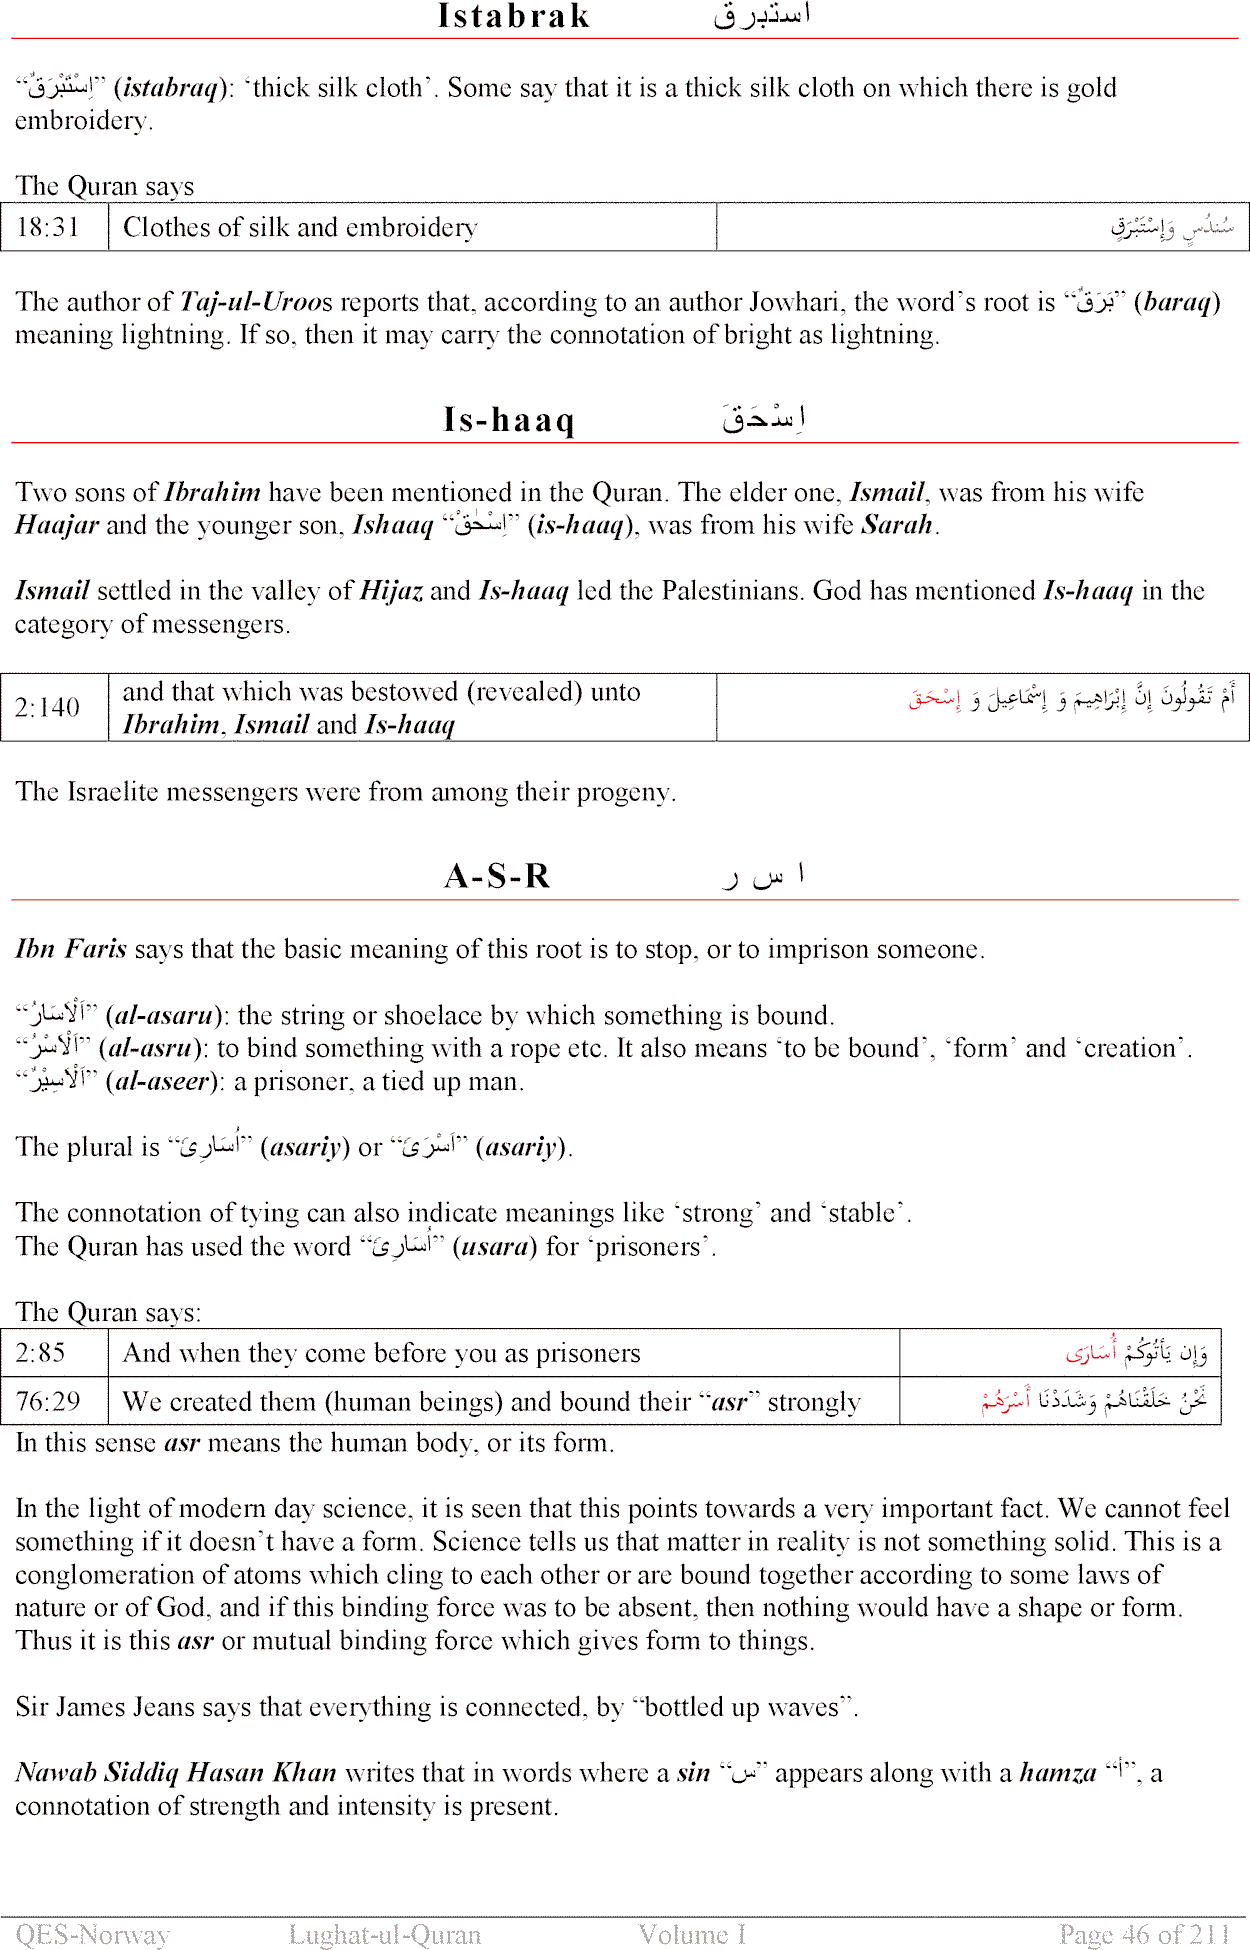 Istabrak استبرق
“اِسْتَبْرَقٌ” (istabraq): ‘thick silk cloth’. Some say that it is a thick silk cloth on which there is gold
embroidery.
The Quran says
18:31 Clothes of silk and embroidery سُندُسٍ وَإِسْتَبْرَقٍ
The author of Taj-ul-Uroos reports that, according to an author Jowhari, the word’s root is “بَرَقٌ” (baraq)
meaning lightning. If so, then it may carry the connotation of bright as lightning.
Is-haaq اِسْحَقَ
Two sons of Ibrahim have been mentioned in the Quran. The elder one, Ismail, was from his wife
Haajar and the younger son, Ishaaq “اِسْحٰقْ” (is-haaq), was from his wife Sarah.
Ismail settled in the valley of Hijaz and Is-haaq led the Palestinians. God has mentioned Is-haaq in the
category of messengers.
2:140 and that which was bestowed (revealed) unto أَمْ تَقُولُونَ إِنَّ إِبْرَاهِيمَ وَ إِسْمَاعِيلَ وَ إِسْحَقَ
Ibrahim, Ismail and Is-haaq
The Israelite messengers were from among their progeny.
A-S-R ا س ر
Ibn Faris says that the basic meaning of this root is to stop, or to imprison someone.
“اَلْاَسَارُ” (al-asaru): the string or shoelace by which something is bound.
“اَلْاَسْرُ” (al-asru): to bind something with a rope etc. It also means ‘to be bound’, ‘form’ and ‘creation’.
“اَلْاَسِيْرُ” (al-aseer): a prisoner, a tied up man.
The plural is “اُسَارِىَ” (asariy) or “اَسْرَىَ” (asariy).
The connotation of tying can also indicate meanings like ‘strong’ and ‘stable’.
The Quran has used the word “اُسَارِىَ” (usara) for ‘prisoners’.
The Quran says:
2:85 And when they come before you as prisoners وَإِن يَأتُوكُمْ أُسَارَى
76:29 We created them (human beings) and bound their “asr” strongly نَحْنُ خَلَقْنَاهُمْ وَشَدَدْنَا أَسْرَهُمْ
In this sense asr means the human body, or its form.
In the light of modern day science, it is seen that this points towards a very important fact. We cannot feel
something if it doesn’t have a form. Science tells us that matter in reality is not something solid. This is a
conglomeration of atoms which cling to each other or are bound together according to some laws of
nature or of God, and if this binding force was to be absent, then nothing would have a shape or form.
Thus it is this asr or mutual binding force which gives form to things.
Sir James Jeans says that everything is connected, by “bottled up waves”.
Nawab Siddiq Hasan Khan writes that in words where a sin “س” appears along with a hamza “أ”, a
connotation of strength and intensity is present.
QES-Norway Lughat-ul-Quran Volume I Page 46 of 211